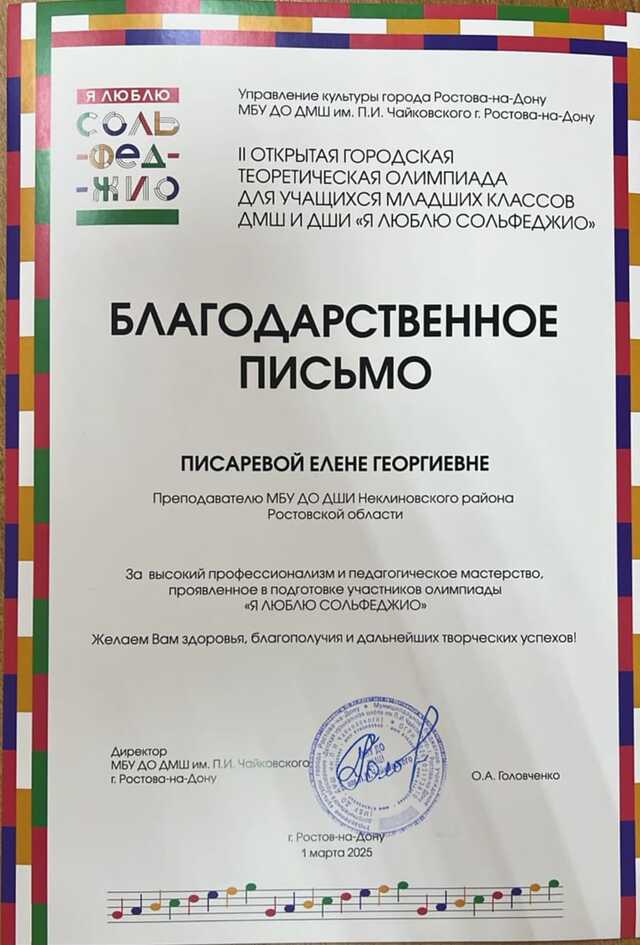 Я ЛЮБЛЮ
СОЛЬ
-ФЕД-
-ЖИО
Управление культуры города Ростова-на-Дону
МБУ ДО ДМШ им. П.И. Чайковского г. Ростова-на-Дону
II ОТКРЫТАЯ ГОРОДСКАЯ
ТЕОРЕТИЧЕСКАЯ ОЛИМПИАДА
ДЛЯ УЧАЩИХСЯ МЛАДШИХ КЛАССОВ
ДМШ И ДШИ «Я ЛЮБЛЮ СОЛЬФЕДЖИО»
БЛАГОДАРСТВЕННОЕ
ПИСЬМО
ПИСАРЕВОЙ ЕЛЕНЕ ГЕОРГИЕВНЕ
Преподавателю МБУ ДО ДШИ Неклиновского района
Ростовской области
За высокий профессионализм и педагогическое мастерство,
проявленное в подготовке участников олимпиады
«Я ЛЮБЛЮ СОЛЬФЕДЖИО»
Желаем Вам здоровья, благополучия и дальнейших творческих успехов!
Директор
МБУ ДО ДМШ им. П.И. Чайковского
г. Ростова-на-Дону
О.А. Головченко
г. Ростов-на-Дону
1 марта 2025